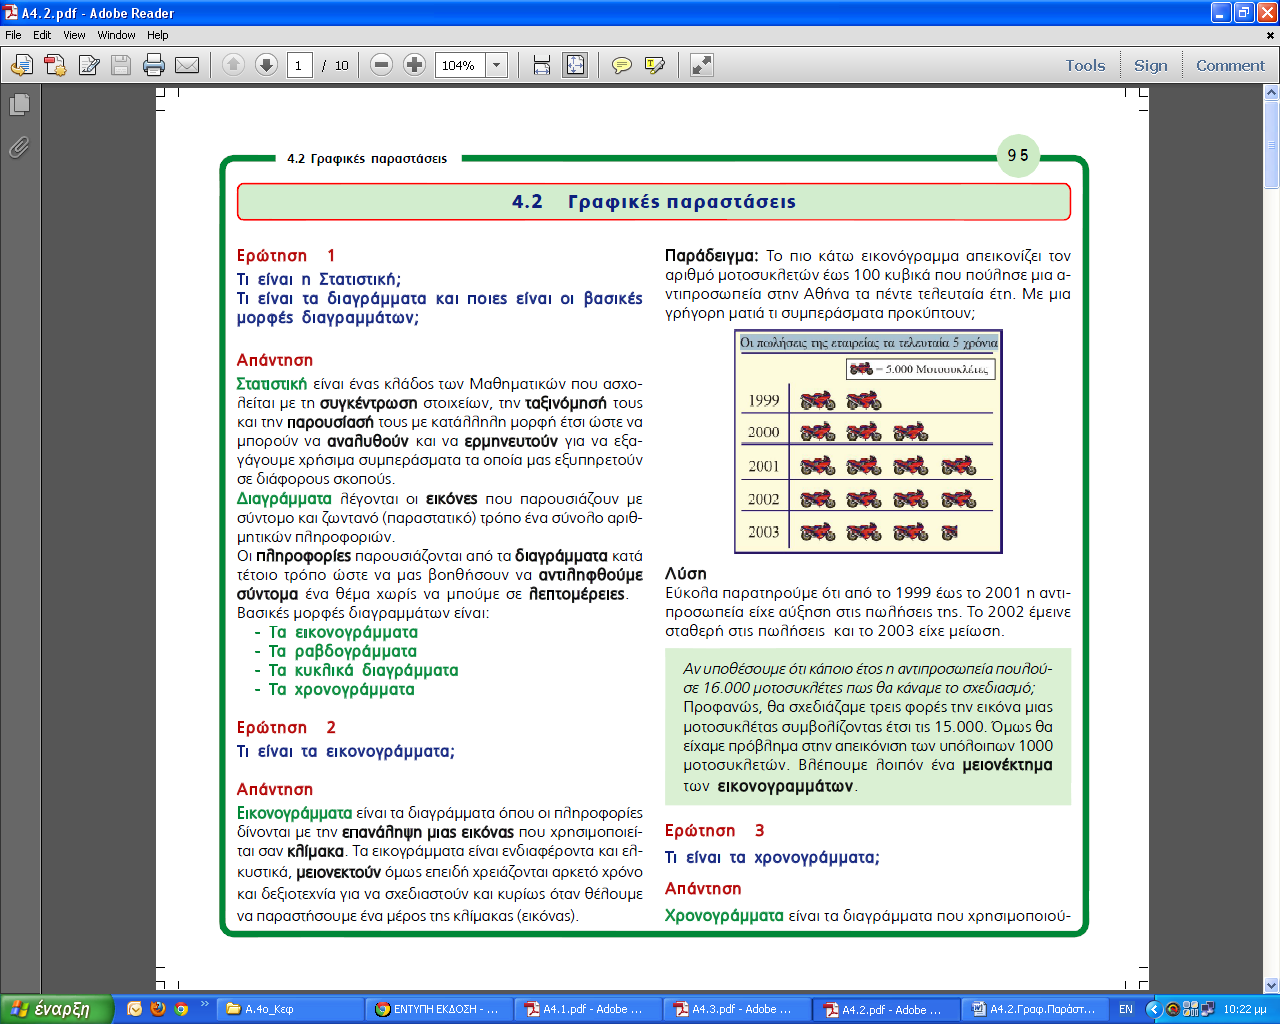 A4.2.pdf - Adobe Reader
File Edit View Window Help
1 / 10 104% Tools Sign Comment
4.2 Γραφικές παραστάσεις
95
4.2 Γραφικές παραστάσεις
Ερώτηση 1
Τι είναι η Στατιστική;
Τι είναι τα διαγράμματα και ποιες είναι οι βασικές
μορφές διαγραμμάτων;
Απάντηση
Στατιστική είναι ένας κλάδος των Μαθηματικών που ασχο-
λείται με τη συγκέντρωση στοιχείων, την ταξινόμησή τους
και την παρουσίασή τους με κατάλληλη μορφή έτσι ώστε να
μπορούν να αναλυθούν και να ερμηνευτούν για να εξα-
γάγουμε χρήσιμα συμπεράσματα τα οποία μας εξυπηρετούν
σε διάφορους σκοπούς.
Διαγράμματα λέγονται οι εικόνες που παρουσιάζουν με
σύντομο και ζωντανό (παραστατικό) τρόπο ένα σύνολο αριθ-
μητικών πληροφοριών.
Οι πληροφορίες παρουσιάζονται από τα διαγράμματα κατά
τέτοιο τρόπο ώστε να μας βοηθήσουν να αντιληφθούμε
σύντομα ένα θέμα χωρίς να μπούμε σε λεπτομέρειες.
Βασικές μορφές διαγραμμάτων είναι:
- Τα εικονογράμματα
- Τα ραβδογράμματα
- Τα κυκλικά διαγράμματα
- Τα χρονογράμματα
Ερώτηση 2
Τι είναι τα εικονογράμματα;
Απάντηση
Εικονογράμματα είναι τα διαγράμματα όπου οι πληροφορίες
δίνονται με την επανάληψη μιας εικόνας που χρησιμοποιεί-
ται σαν κλίμακα. Τα εικογράμματα είναι ενδιαφέροντα και ελ-
κυστικά, μειονεκτούν όμως επειδή χρειάζονται αρκετό χρόνο
και δεξιοτεχνία για να σχεδιαστούν και κυρίως όταν θέλουμε
να παραστήσουμε ένα μέρος της κλίμακας (εικόνας).
Παράδειγμα: Το πιο κάτω εικονόγραμμα απεικονίζει τον
αριθμό μοτοσυκλετών έως 100 κυβικά που πούλησε μια α-
ντιπροσωπεία στην Αθήνα τα πέντε τελευταία έτη. Με μια
γρήγορη ματιά τι συμπεράσματα προκύπτουν;
Οι πωλήσεις της εταιρείας τα τελευταία 5 χρόνια
= 5.000 Μοτοσυκλέτες
1999
2000
2001
2002
2003
Λύση
Εύκολα παρατηρούμε ότι από το 1999 έως το 2001 η αντι-
προσωπεία είχε αύξηση στις πωλήσεις της. Το 2002 έμεινε
σταθερή στις πωλήσεις και το 2003 είχε μείωση.
Αν υποθέσουμε ότι κάποιο έτος η αντιπροσωπεία πουλού-
σε 16.000 μοτοσυκλέτες πως θα κάναμε το σχεδιασμό;
Προφανώς, θα σχεδιάζαμε τρεις φορές την εικόνα μιας
μοτοσυκλέτας συμβολίζοντας έτσι τις 15.000. Όμως θα
είχαμε πρόβλημα στην απεικόνιση των υπόλοιπων 1000
μοτοσυκλετών. Βλέπουμε λοιπόν ένα μειονέκτημα
των εικονογραμμάτων.
Ερώτηση 3
Τι είναι τα χρονογράμματα;
Απάντηση
Χρονογράμματα είναι τα διαγράμματα που χρησιμοποιού-
έναρξη A.4ο_Κεφ ΕΝΤΥΠΗ ΕΚΔΟΣΗ - ... A4.1.pdf - Adobe ... A4.3.pdf - Adobe ... A4.2.pdf - Adobe ... A4.2.Γραφ.Παράστ... EN 10:22 μμ